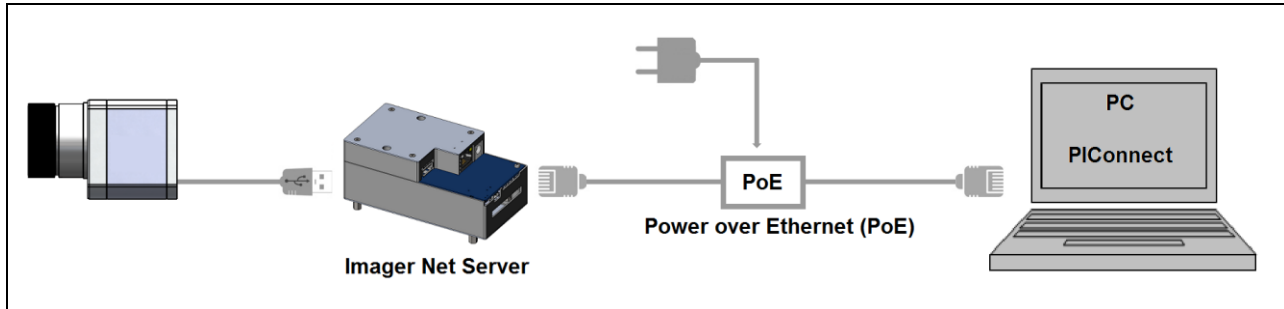 PC
PIConnect
PoE
Power over Ethernet (PoE)
Imager Net Server